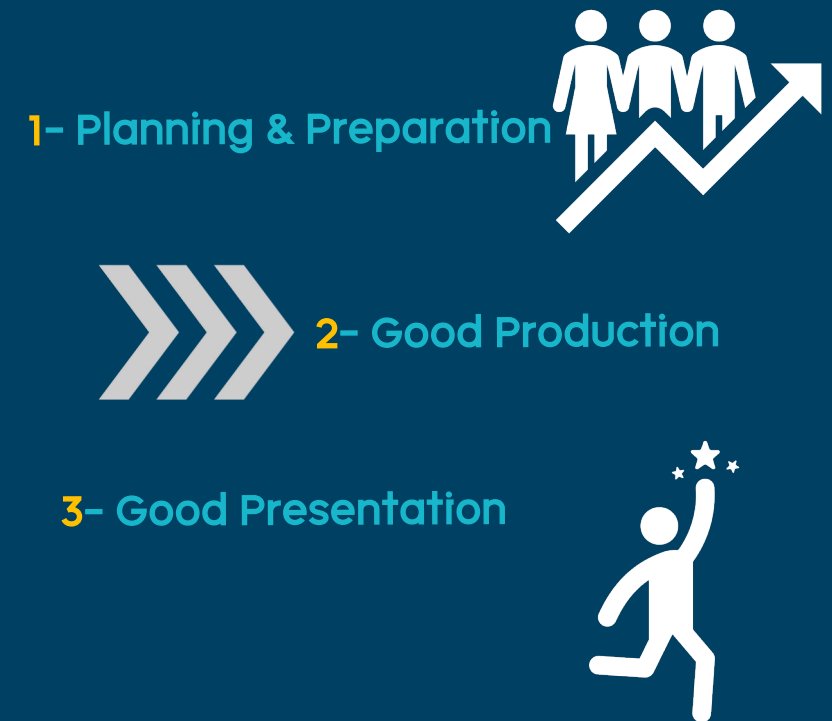 1- Planning & Preparation
2- Good Production
3- Good Presentation